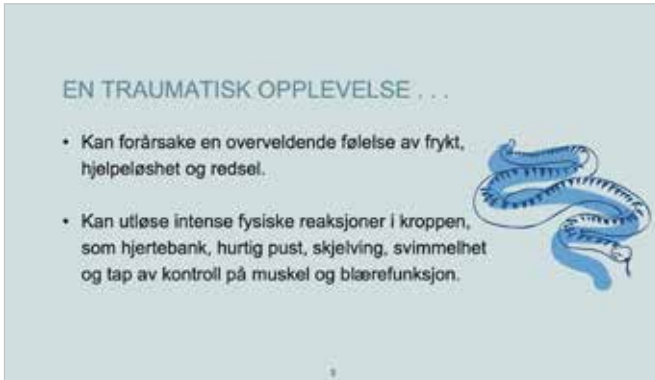 EN TRAUMATISK OPPLEVELSE . . .
• Kan forårsake en overveldende følelse av frykt,
hjelpeløshet og redsel.
• Kan utløse intense fysiske reaksjoner i kroppen,
som hjertebank, hurtig pust, skjelving, svimmelhet
og tap av kontroll på muskel og blærefunksjon.